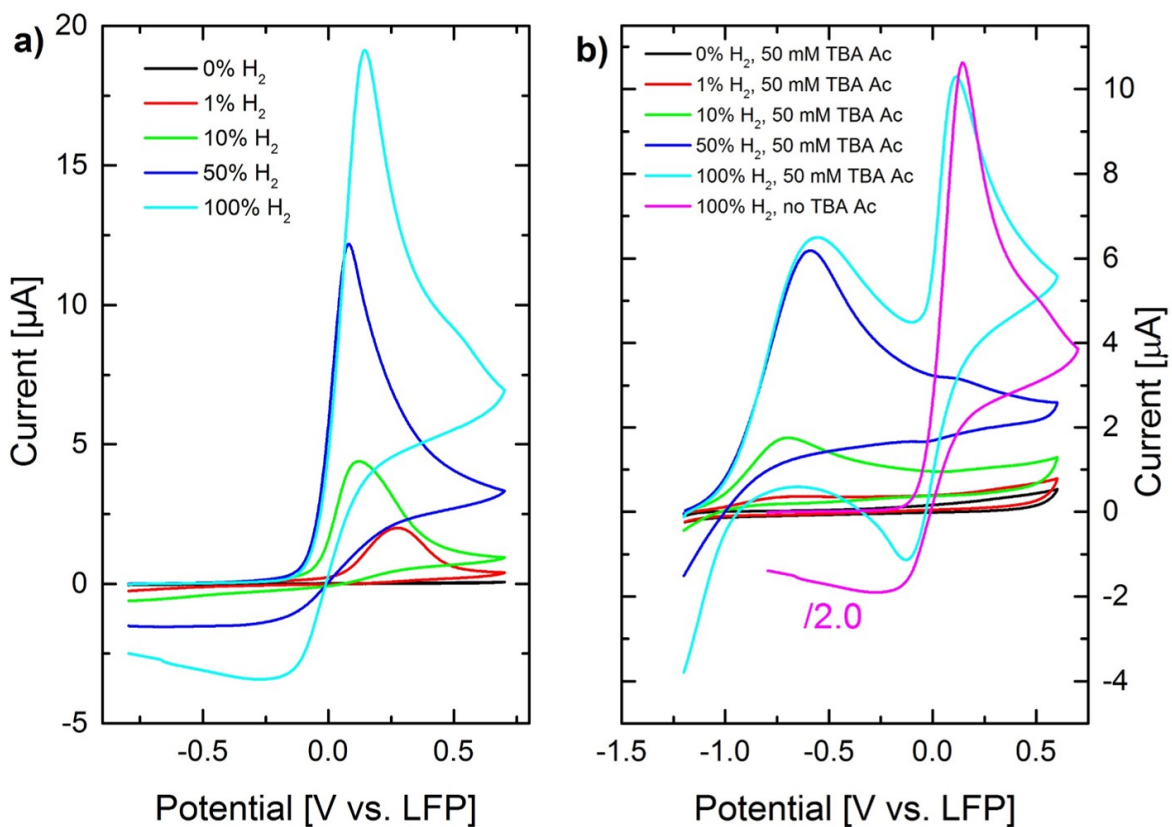 a)
20
15
10
5
0
-5
Current [µA]
0% H₂
1% H₂
10% H₂
50% H₂
100% H₂
-0.5
0.0
0.5
Potential [V vs. LFP]
b)
0% H₂, 50 mM TBA Ac
1% H₂, 50 mM TBA Ac
10% H₂, 50 mM TBA Ac
50% H₂, 50 mM TBA Ac
100% H₂, 50 mM TBA Ac
100% H₂, no TBA Ac
/2.0
10
8
6
4
2
0
-2
-4
Current [µA]
-1.5
-1.0
-0.5
0.0
0.5
Potential [V vs. LFP]